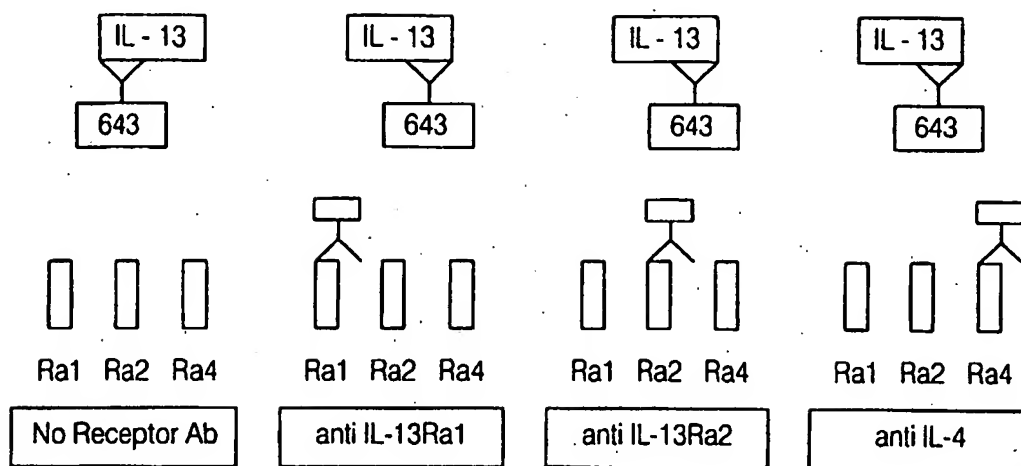 IL - 13 IL - 13 IL - 13 IL - 13
643 643 643 643
Ra1 Ra2 Ra4 Ra1 Ra2 Ra4 Ra1 Ra2 Ra4 Ra1 Ra2 Ra4
No Receptor Ab anti IL-13Ra1 anti IL-13Ra2 anti IL-4